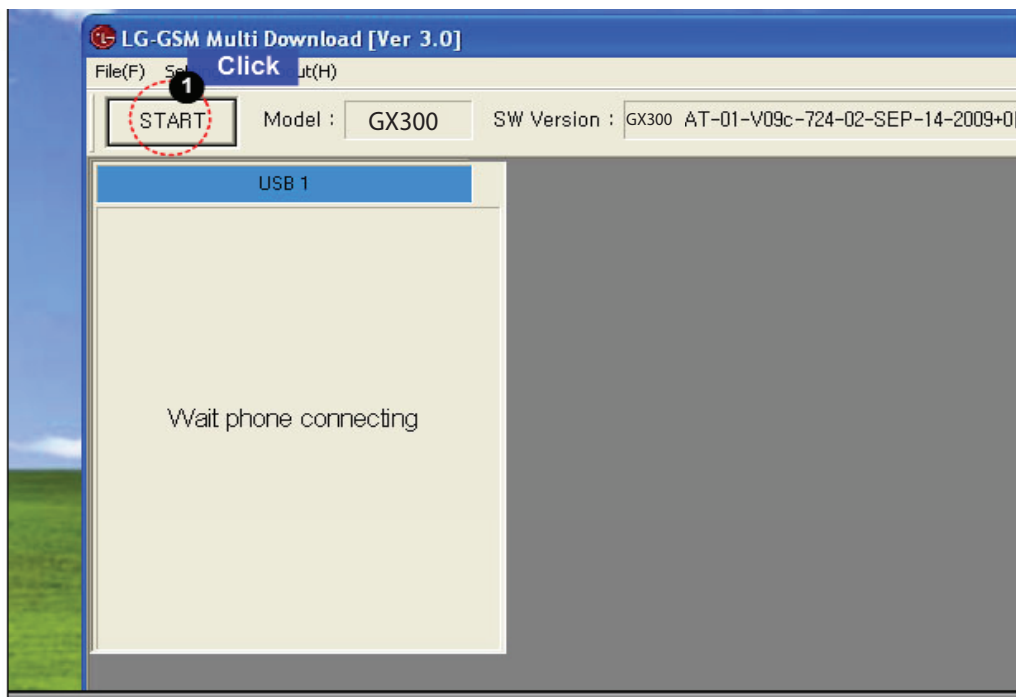 LG-GSM Multi Download [Ver 3.0]
File(F) Click ut(H)
1
START Model : GX300 SW Version : GX300 AT-01-V09c-724-02-SEP-14-2009+0
USB 1
Wait phone connecting